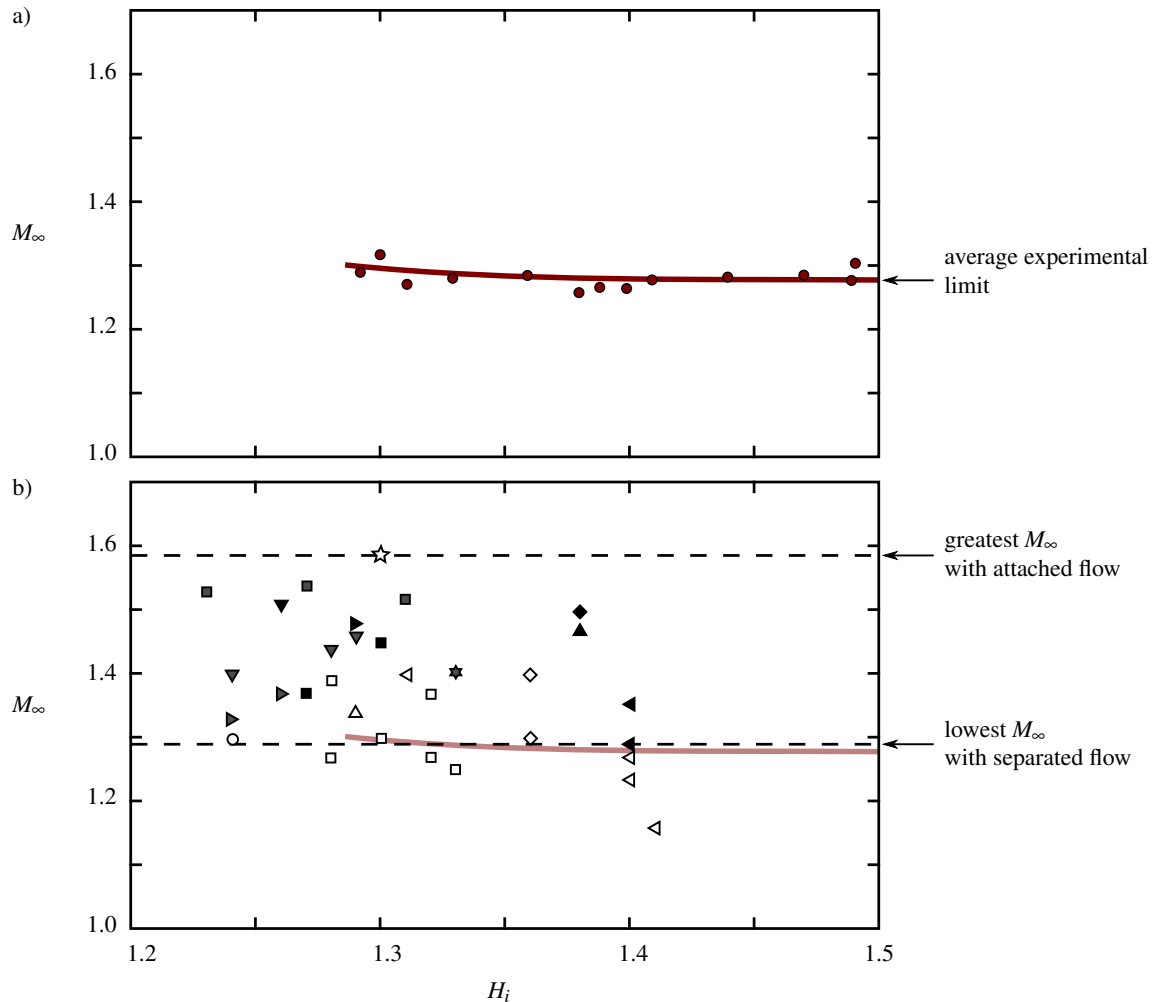 a)
1.6
1.4
M∞
1.2
1.0
average experimental
limit
b)
1.6
1.4
M∞
1.2
1.0
greatest M∞
with attached flow
lowest M∞
with separated flow
1.2
1.3
1.4
1.5
Hᵢ